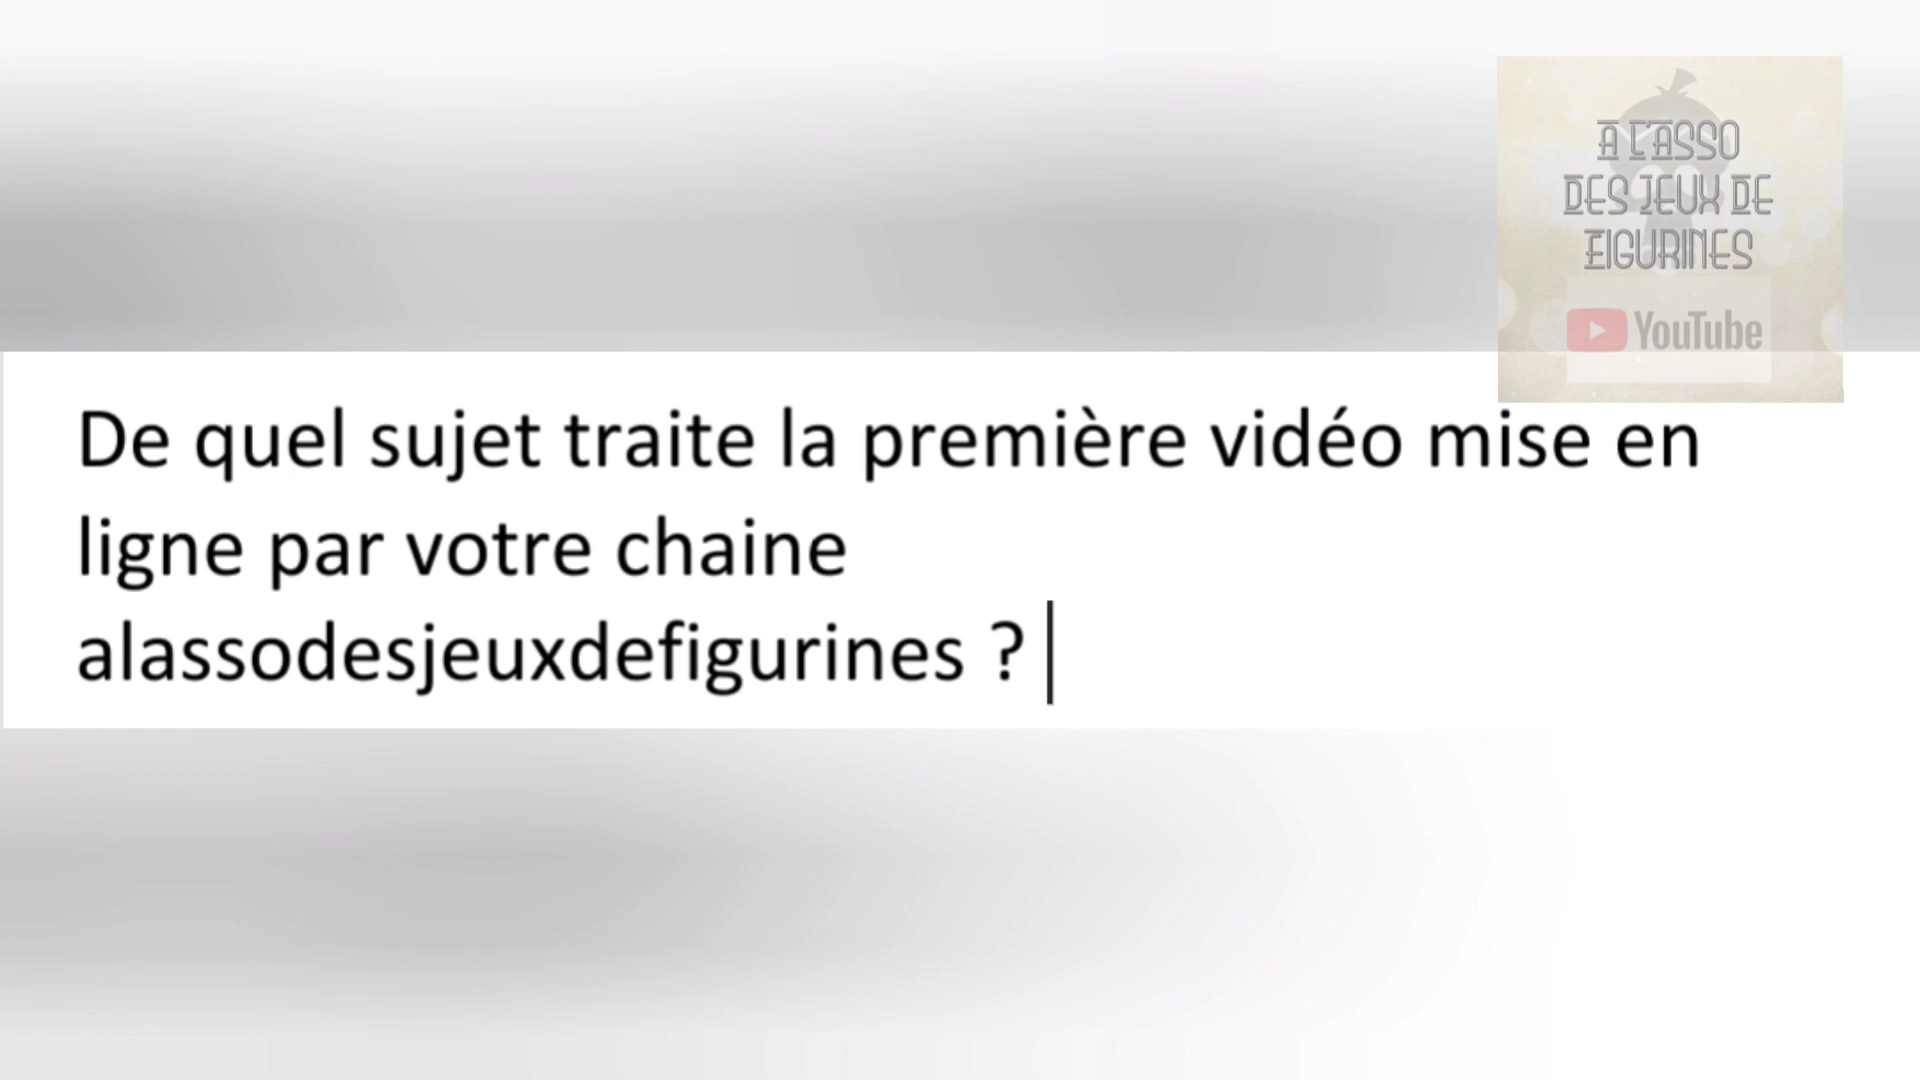 A L'ASSO
DES JEUX DE
FIGURINES
YouTube
De quel sujet traite la première vidéo mise en
ligne par votre chaine
alassodesjeuxdefigurines ?